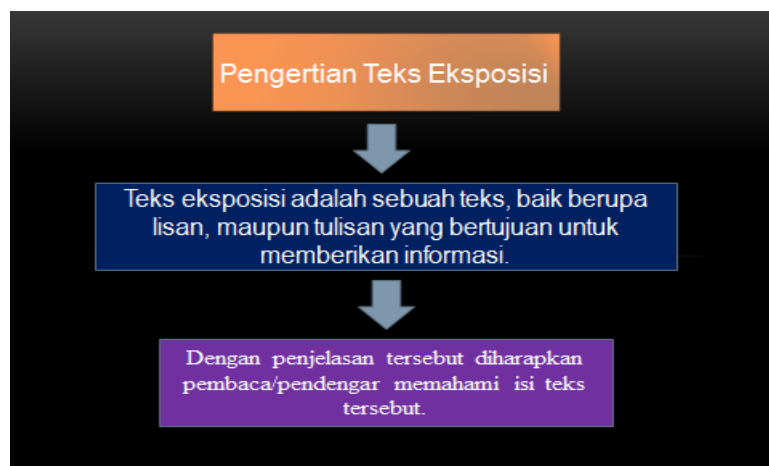 Pengertian Teks Eksposisi
Teks eksposisi adalah sebuah teks, baik berupa
lisan, maupun tulisan yang bertujuan untuk
memberikan informasi.
Dengan penjelasan tersebut diharapkan
pembaca/pendengar memahami isi teks
tersebut.